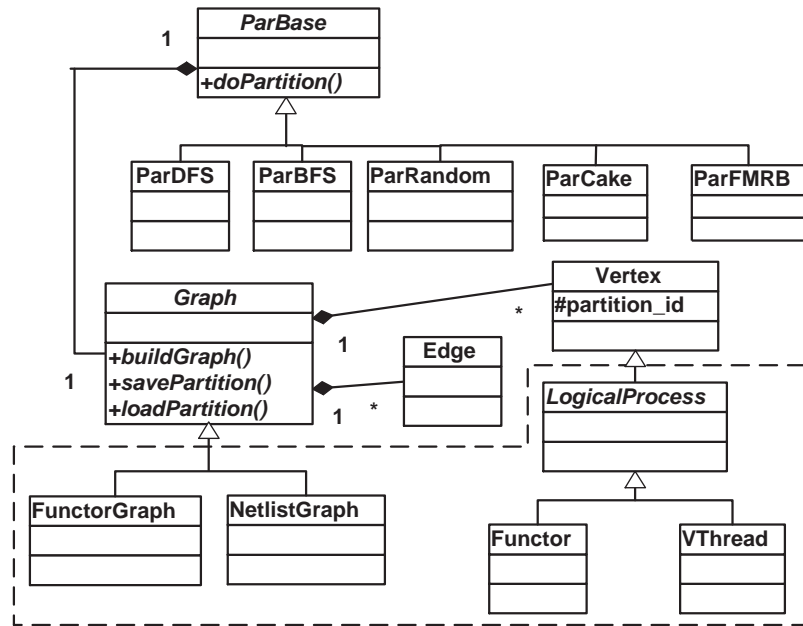 ParBase
1
+doPartition()
ParDFS
ParBFS
ParRandom
ParCake
ParFMRB
Graph
Vertex
#partition_id
*
1
+buildGraph()
+savePartition()
+loadPartition()
1
Edge
1
*
LogicalProcess
FunctorGraph
NetlistGraph
Functor
VThread